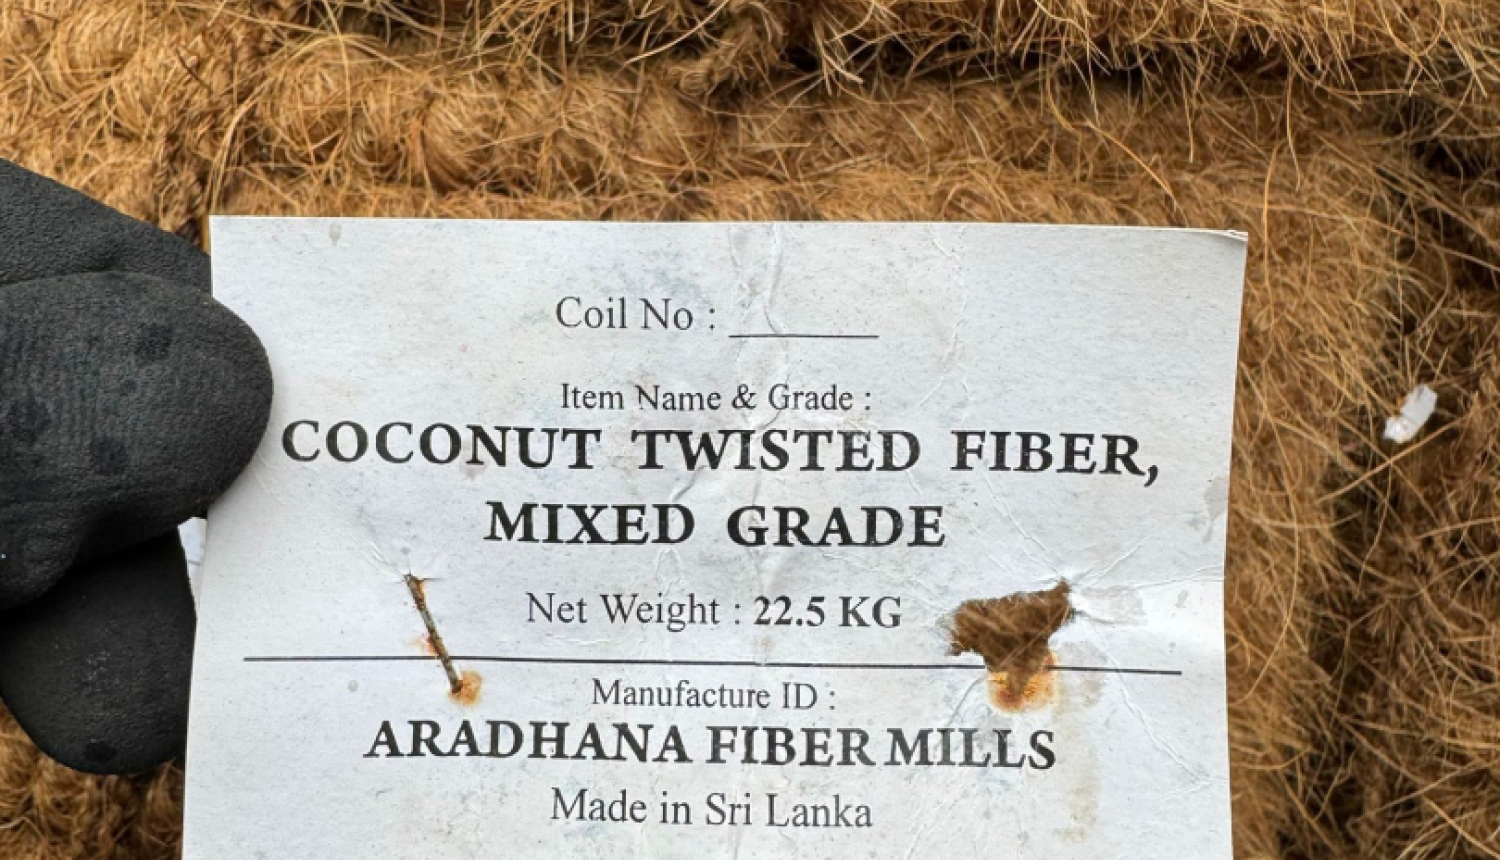 Coil No : ______
Item Name & Grade :
COCONUT TWISTED FIBER,
MIXED GRADE
Net Weight : 22.5 KG
Manufacture ID :
ARADHANA FIBER MILLS
Made in Sri Lanka